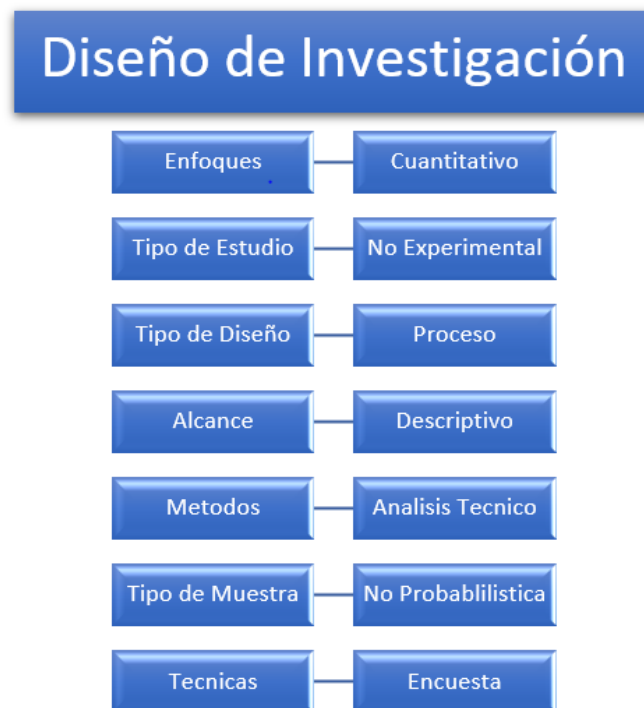 Diseño de Investigación
Enfoques Cuantitativo
Tipo de Estudio No Experimental
Tipo de Diseño Proceso
Alcance Descriptivo
Metodos Analisis Tecnico
Tipo de Muestra No Probablilistica
Tecnicas Encuesta